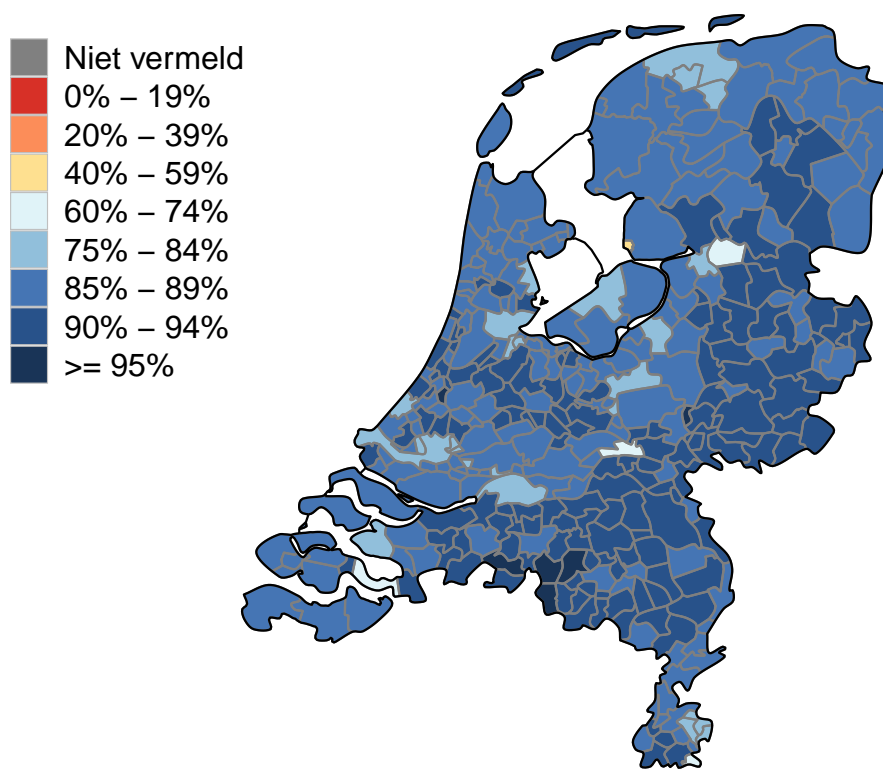 Niet vermeld
0% – 19%
20% – 39%
40% – 59%
60% – 74%
75% – 84%
85% – 89%
90% – 94%
>= 95%